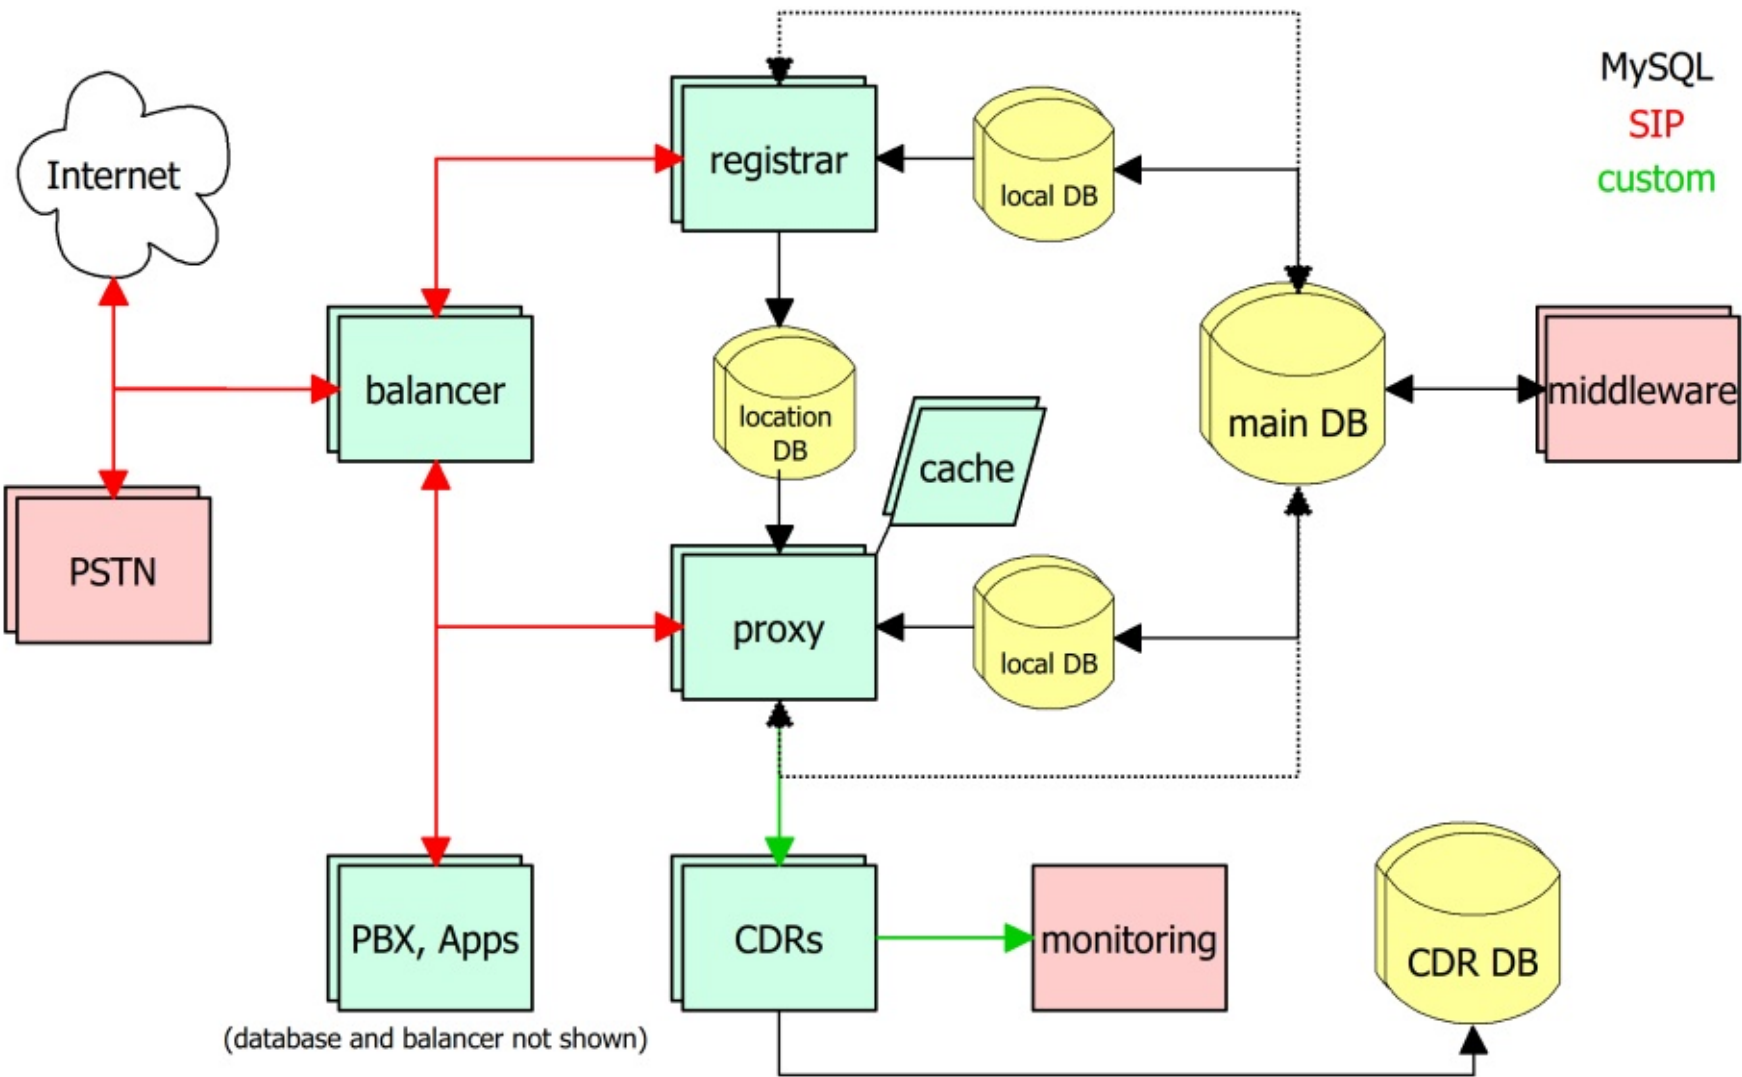 MySQL
SIP
custom
Internet
registrar
local DB
balancer
location
DB
cache
main DB
middleware
PSTN
proxy
local DB
PBX, Apps
CDRs
monitoring
CDR DB
(database and balancer not shown)